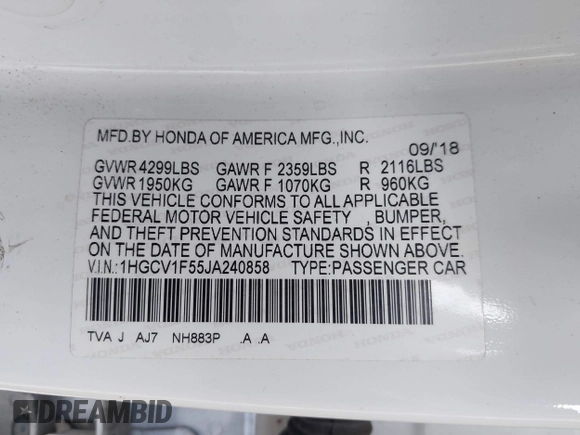 MFD.BY HONDA OF AMERICA MFG.,INC. 09/'18
GVWR 4299LBS GAWR F 2359LBS R 2116LBS
GVWR 1950KG GAWR F 1070KG R 960KG
THIS VEHICLE CONFORMS TO ALL APPLICABLE
FEDERAL MOTOR VEHICLE SAFETY , BUMPER,
AND THEFT PREVENTION STANDARDS IN EFFECT
ON THE DATE OF MANUFACTURE SHOWN ABOVE.
V.I.N.:1HGCV1F55JA240858 TYPE:PASSENGER CAR
TVA J AJ7 NH883P .A .A
DREAMBID